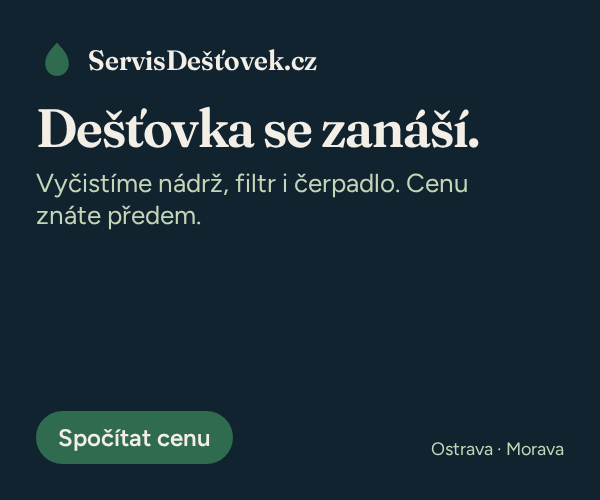 ServisDešťovek.cz
Dešťovka se zanáší.
Vyčistíme nádrž, filtr i čerpadlo. Cenu
znáte předem.
Spočítat cenu
Ostrava · Morava